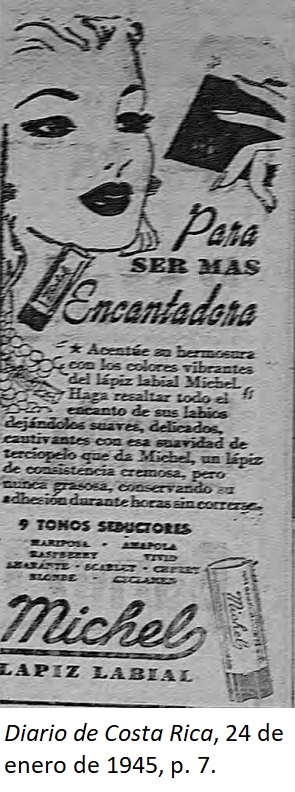 Para
SER MAS
Encantadora
★ Acentúe su hermosura
con los colores vibrantes
del lápiz labial Michel.
Haga resaltar todo el
encanto de sus labios
dejándolos suaves, delicados,
cautivantes con esa suavidad de
terciopelo que da Michel, un lápiz
de consistencia cremosa, pero
nunca grasosa, conservando su
adhesión durante horas sin correrse.
9 TONOS SEDUCTORES
MARIPOSA • AMAPOLA
RASPBERRY VIVID
AMARANTE • SCARLET • CHERRY
BLONDE • CYCLAMEN
Michel
LAPIZ LABIAL
Michel
Diario de Costa Rica, 24 de
enero de 1945, p. 7.